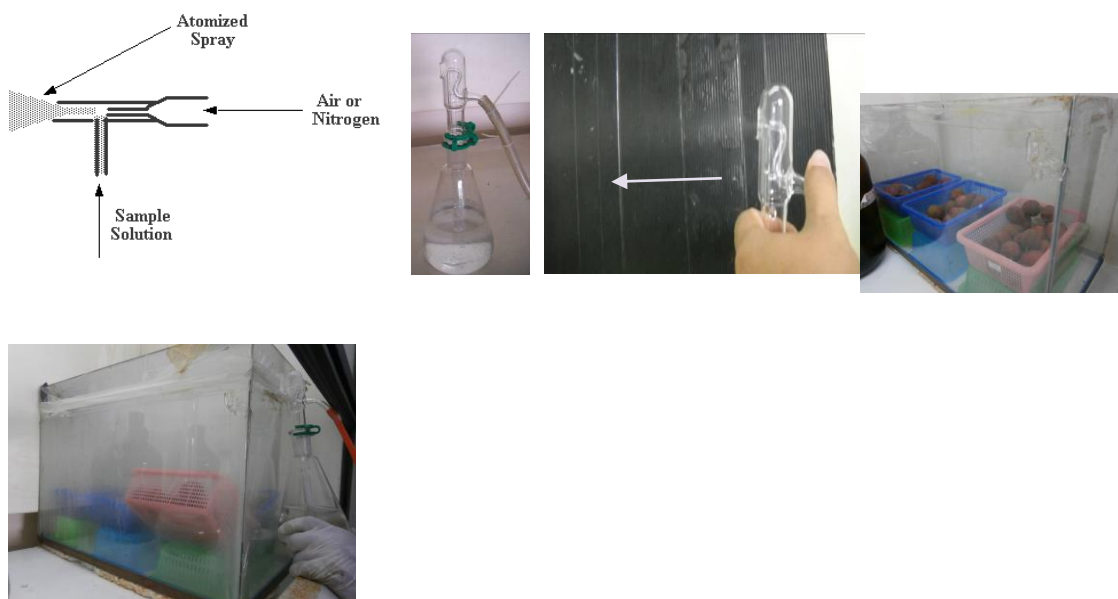 Atomized
Spray
Air or
Nitrogen
Sample
Solution